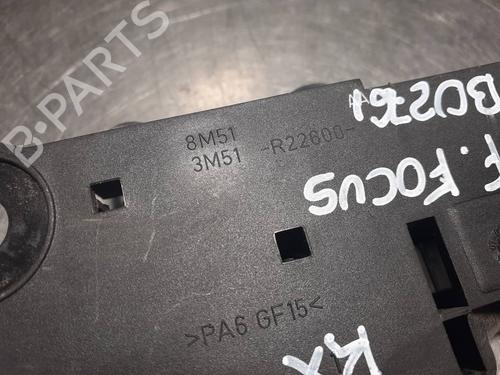 B-PARTS
8M51
3M51 -R22600-
F. FOCUS
>PA6 GF15<